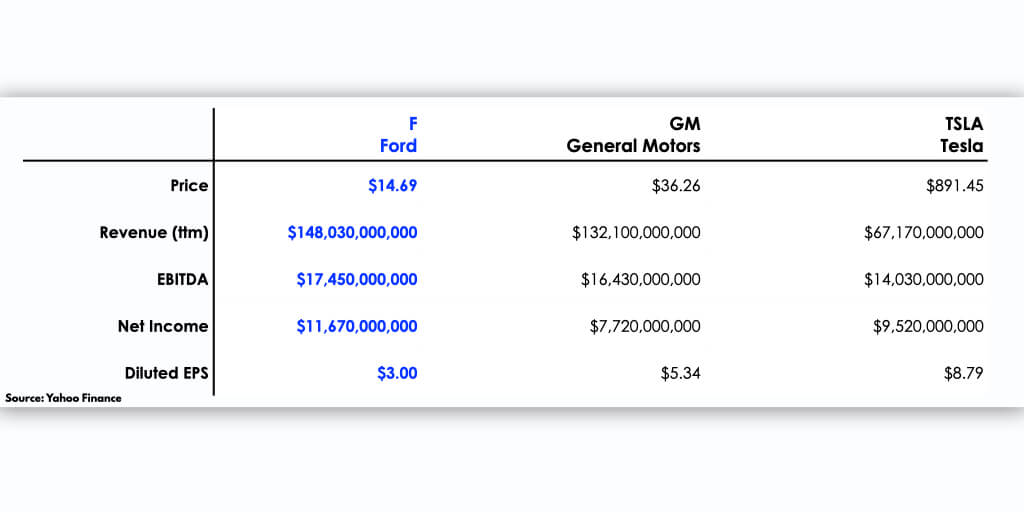 F GM TSLA
Ford General Motors Tesla
Price $14.69 $36.26 $891.45
Revenue (ttm) $148,030,000,000 $132,100,000,000 $67,170,000,000
EBITDA $17,450,000,000 $16,430,000,000 $14,030,000,000
Net Income $11,670,000,000 $7,720,000,000 $9,520,000,000
Diluted EPS $3.00 $5.34 $8.79
Source: Yahoo Finance